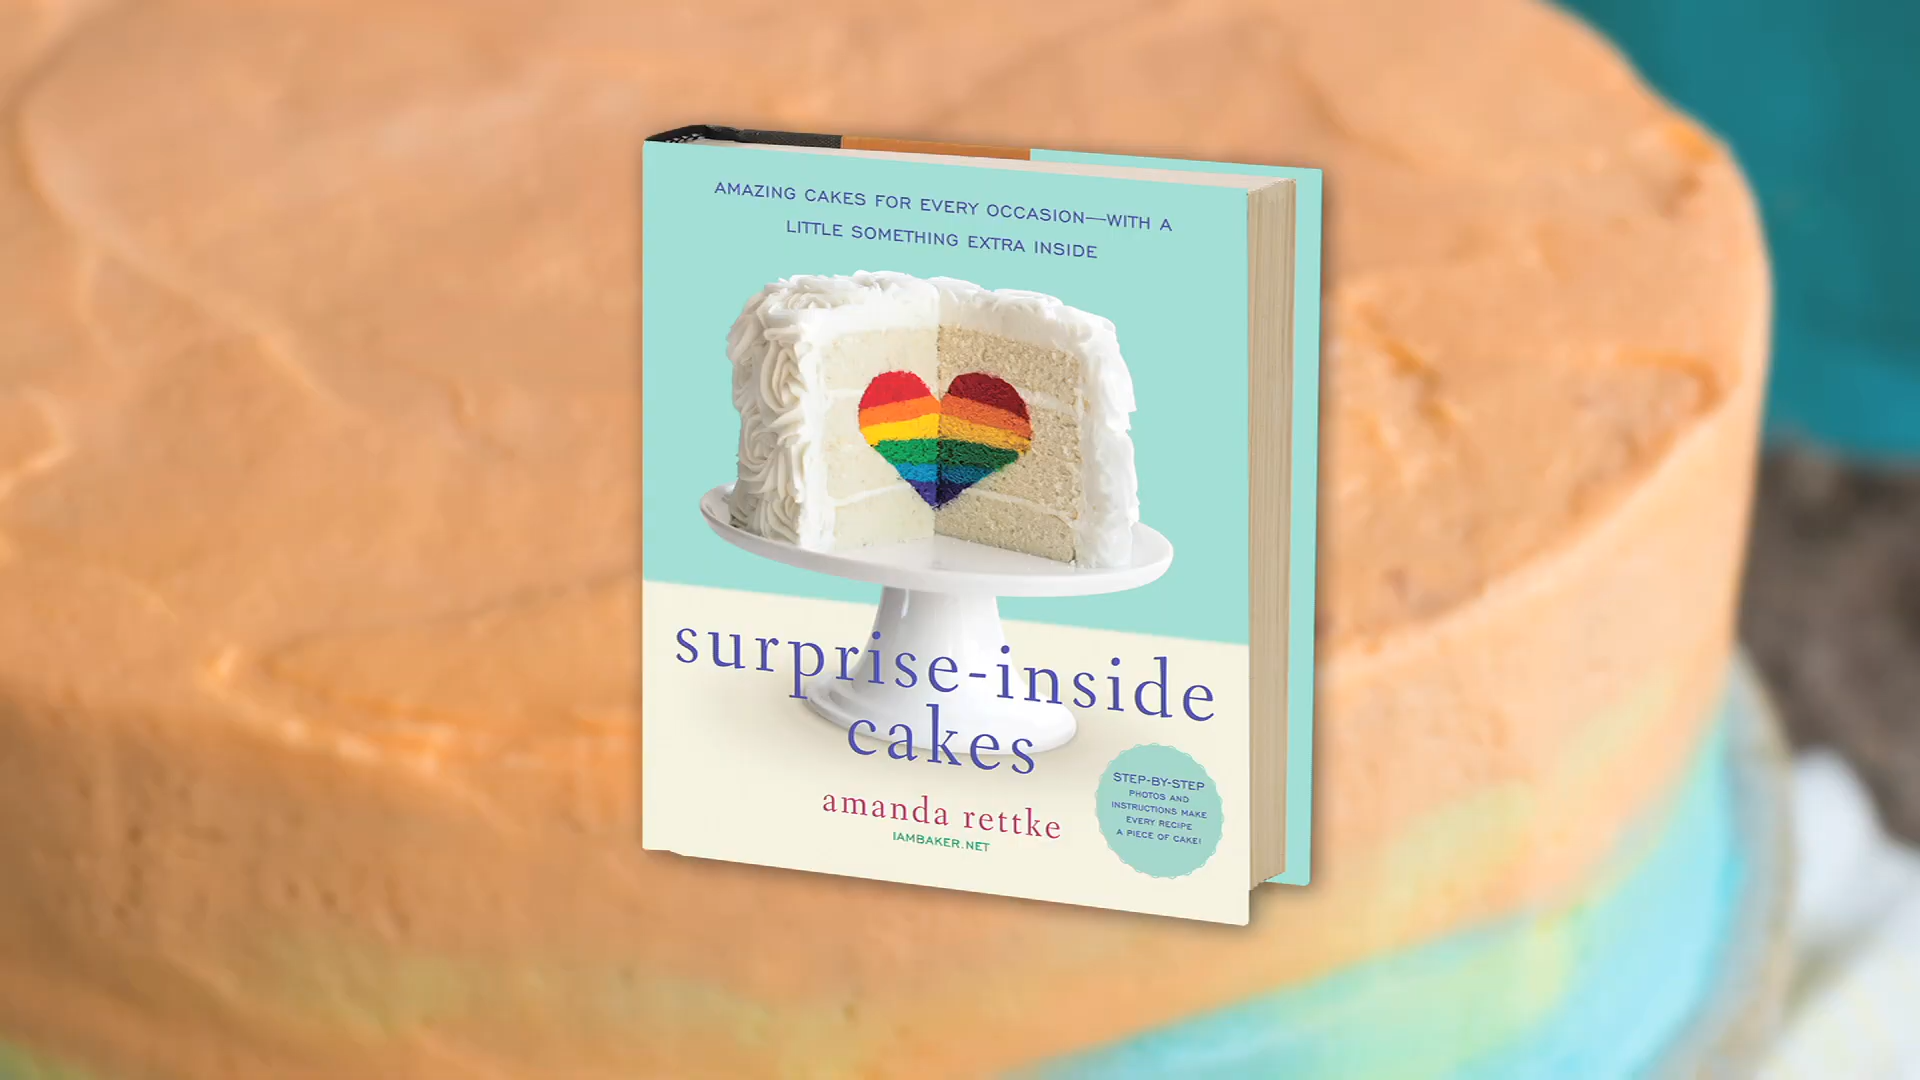 AMAZING CAKES FOR EVERY OCCASION—WITH A
LITTLE SOMETHING EXTRA INSIDE
surprise-inside
cakes
amanda rettke
IAMBAKER.NET
STEP-BY-STEP
PHOTOS AND
INSTRUCTIONS MAKE
EVERY RECIPE
A PIECE OF CAKE!